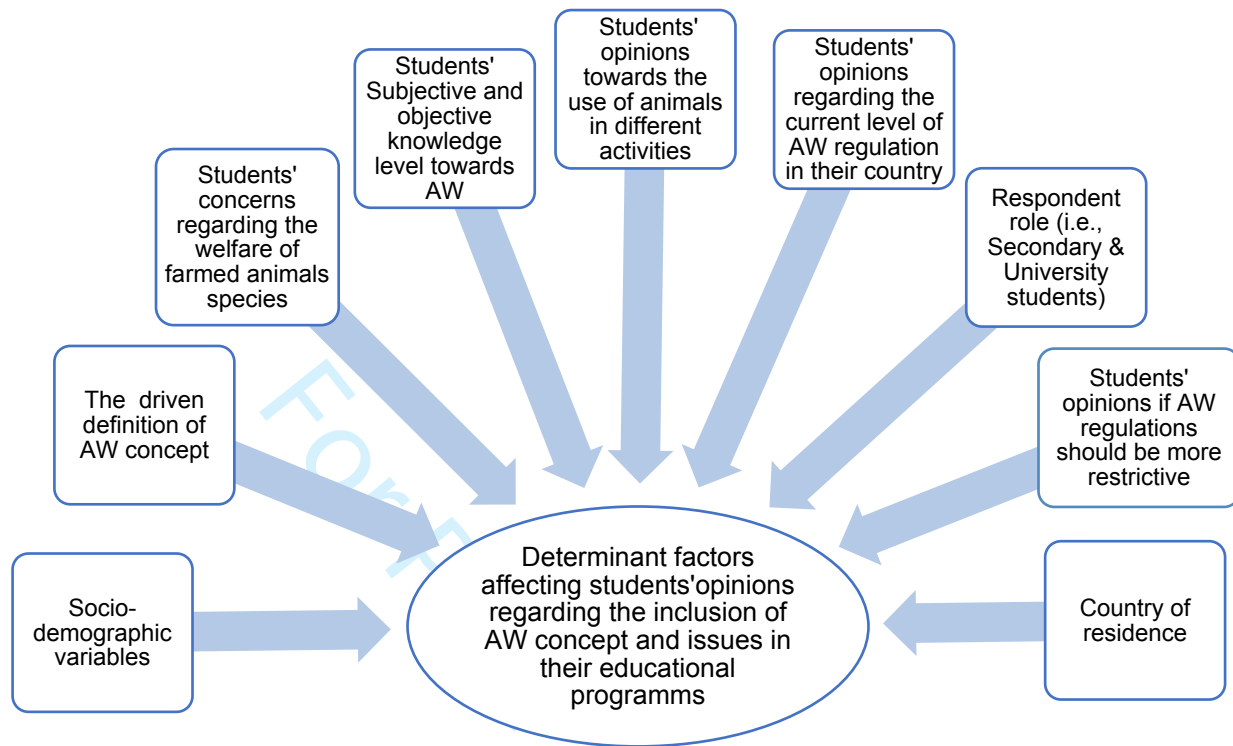 Students'
opinions
towards the
use of animals
in different
activities
Students'
opinions
regarding the
current level of
AW regulation
in their country
Students'
Subjective and
objective
knowledge
level towards
AW
Students'
concerns
regarding the
welfare of
farmed animals
species
Respondent
role (i.e.,
Secondary &
University
students)
The driven
definition of
AW concept
Students'
opinions if AW
regulations
should be more
restrictive
Socio-
demographic
variables
Determinant factors
affecting students'opinions
regarding the inclusion of
AW concept and issues in
their educational
programms
Country of
residence
For